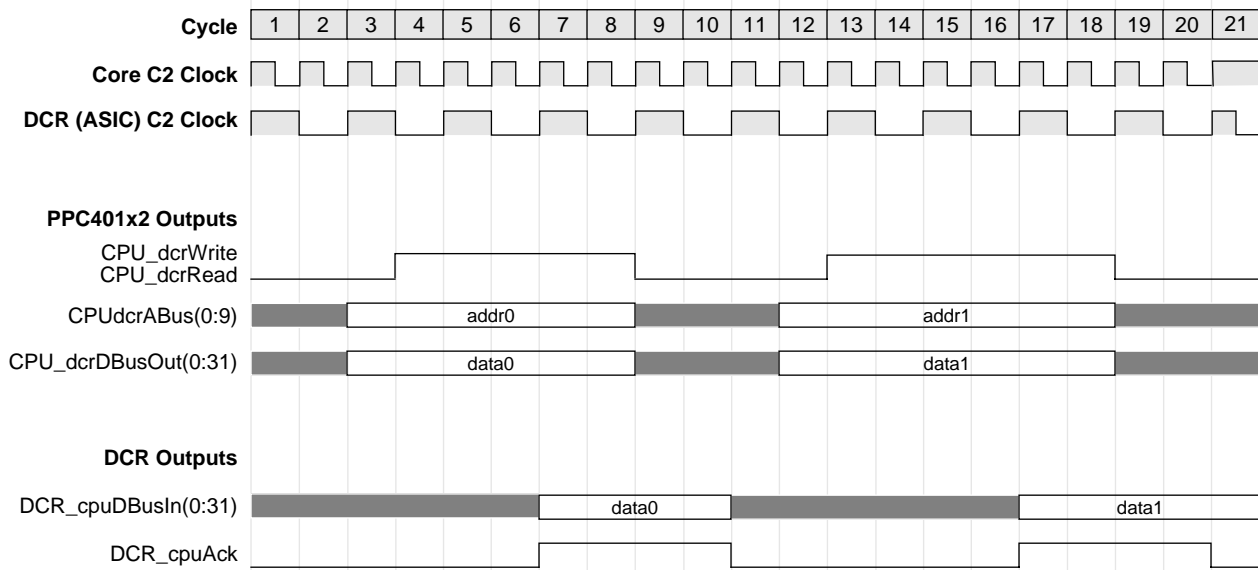 Cycle 1 2 3 4 5 6 7 8 9 10 11 12 13 14 15 16 17 18 19 20 21
Core C2 Clock
DCR (ASIC) C2 Clock
PPC401x2 Outputs
CPU_dcrWrite
CPU_dcrRead
CPUdcrABus(0:9) addr0 addr1
CPU_dcrDBusOut(0:31) data0 data1
DCR Outputs
DCR_cpuDBusIn(0:31) data0 data1
DCR_cpuAck